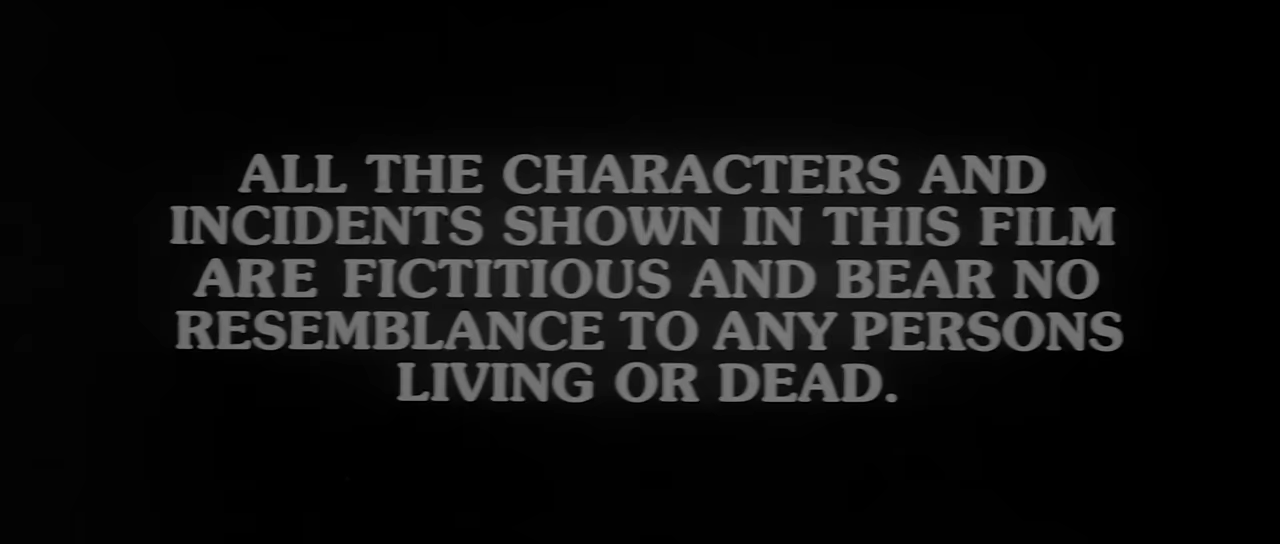 ALL THE CHARACTERS AND
INCIDENTS SHOWN IN THIS FILM
ARE FICTITIOUS AND BEAR NO
RESEMBLANCE TO ANY PERSONS
LIVING OR DEAD.